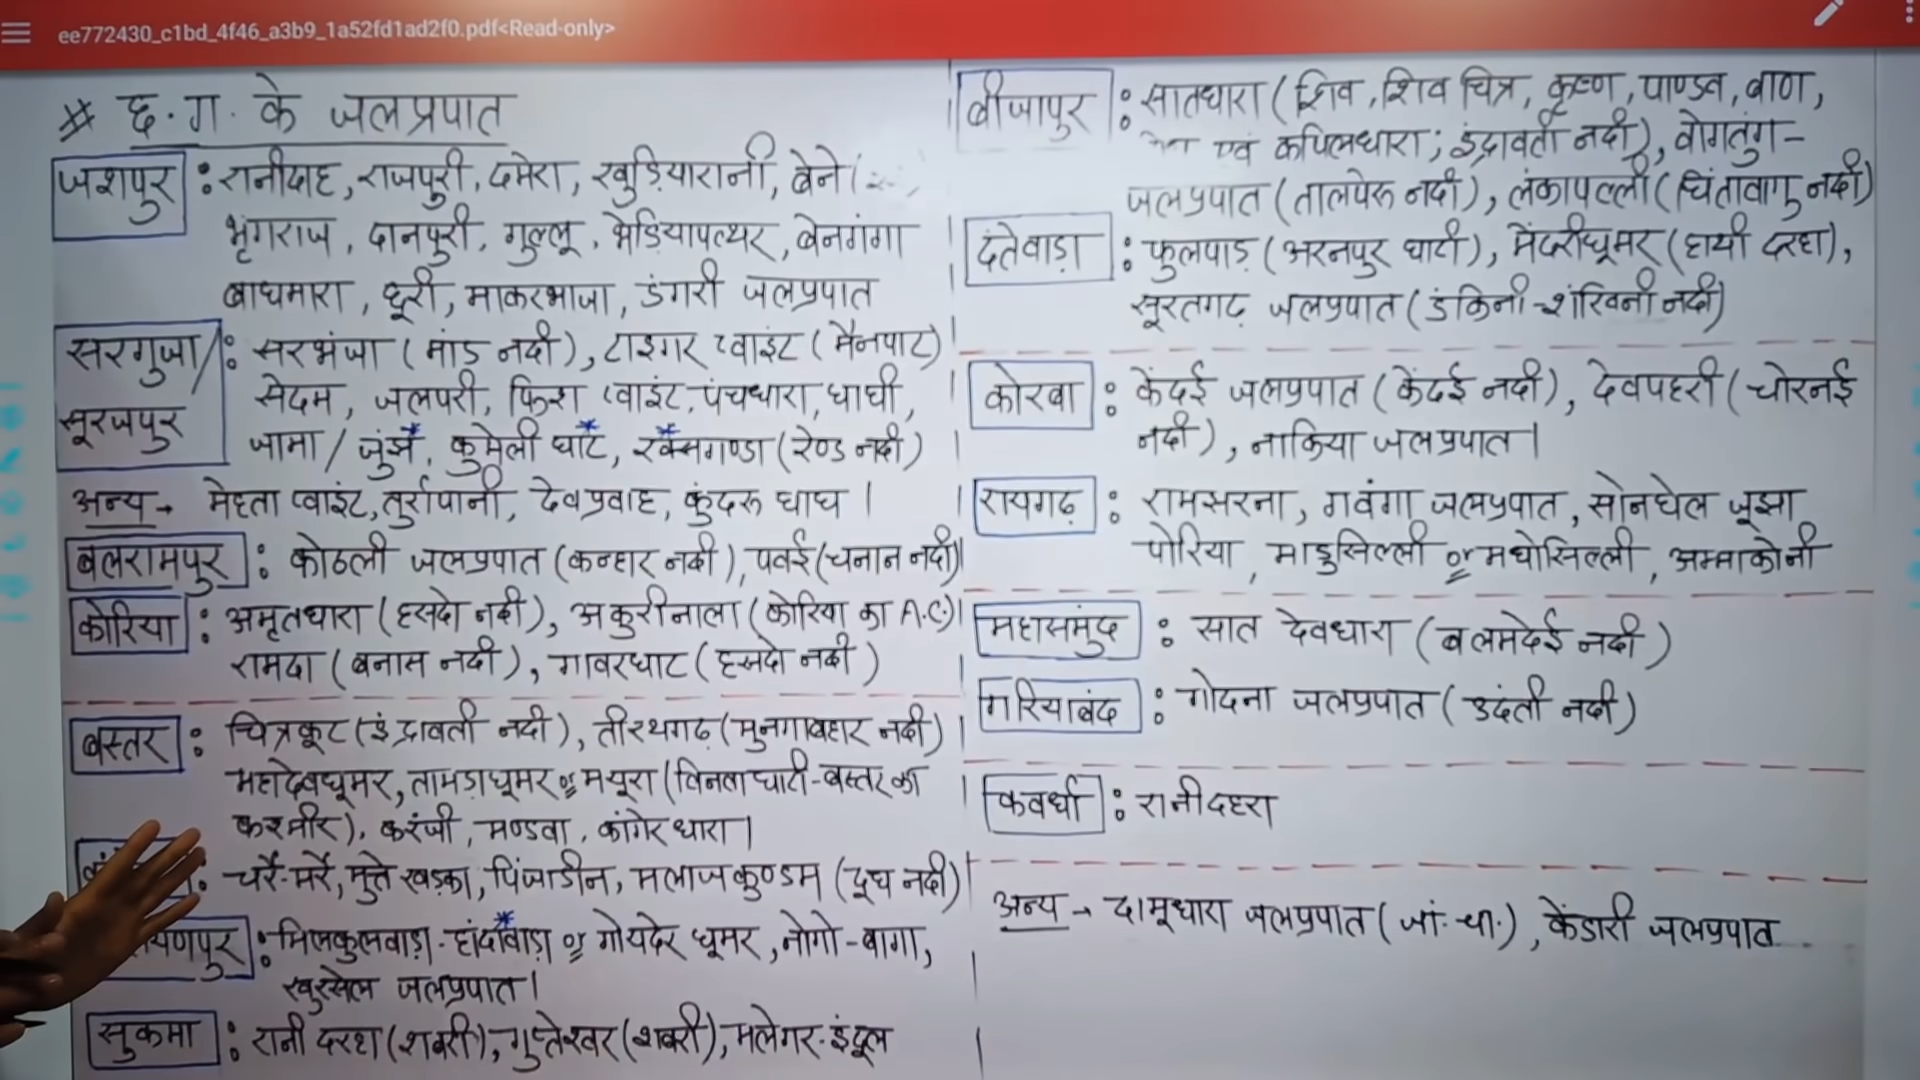 ee772430_c1bd_4f46_a3b9_1a52fd1ad2f0.pdf<Read-only>
# छ.ग. के जलप्रपात
जशपुर : रानीदाह, राजपुरी, दमेरा, खुड़ियारानी, बेने
भृंगराज, दानपुरी, गुल्लू, भेड़ियापत्थर, बेनगंगा
बाघमारा, छूरी, माकरभाजा, डंगरी जलप्रपात
सरगुजा/ : सरभंजा (मांड नदी), टाइगर प्वाइंट (मैनपाट)
सूरजपुर सेदम, जलपरी, फिश प्वाइंट, पंचधारा, घाघी,
जामा / जुंझे, कुमेली घाट, रक्सगण्डा (रेण्ड नदी)
अन्य → मेहता प्वाइंट, तुर्रापानी, देवप्रवाह, कुंदरू घाघ।
बलरामपुर : कोठली जलप्रपात (कन्हार नदी), पवई (चनान नदी)
कोरिया : अमृतधारा (हसदो नदी), अकुरीनाला (कोरिया का A.C.)
रामदा (बनास नदी), गावरघाट (हसदो नदी)
बस्तर : चित्रकूट (इंद्रावती नदी), तीरथगढ़ (मुनगाबहार नदी)
महादेवघूमर, तामड़ाघूमर or मयूरा (विनता घाटी-बस्तर का
कश्मीर), करंजी, मण्डवा, कांगेर धारा।
: चर्रे-मर्रे, मुत्ते खड़का, पिंजाडीन, मलाजकुण्डम (दूध नदी)
यणपुर : मिलकुलवाड़ा-हांदावाड़ा or गोयदेर घूमर, नोगो-बागा,
खुरसेल जलप्रपात।
सुकमा : रानी दरहा (शबरी), गुप्तेश्वर (शबरी), मलेगर-इंदूल
बीजापुर : सातधारा (शिव, शिव चित्र, कृष्ण, पाण्डव, बाण,
एवं कपिलधारा; इंद्रावती नदी), बोगतुंग-
जलप्रपात (तालपेरू नदी), लंकापल्ली (चिंतावागु नदी)
दंतेवाड़ा : फुलपाड़ (अरनपुर घाटी), मेंदरीघूमर (हाथी दरहा),
सूरतगढ़ जलप्रपात (डंकिनी-शंखिनी नदी)
कोरबा : केंदई जलप्रपात (केंदई नदी), देवपहरी (चोरनई
नदी), नाकिया जलप्रपात।
रायगढ़ : रामझरना, गवंगा जलप्रपात, सोनघेल जूझा
पोरिया, माडुसिल्ली or मघोसिल्ली, अम्माकोनी
महासमुंद : सात देवधारा (बलमदेई नदी)
गरियाबंद : गोदना जलप्रपात (उदंती नदी)
कवर्धा : रानीदहरा
अन्य → दामूधारा जलप्रपात (जां.चा.), केंडारी जलप्रपात